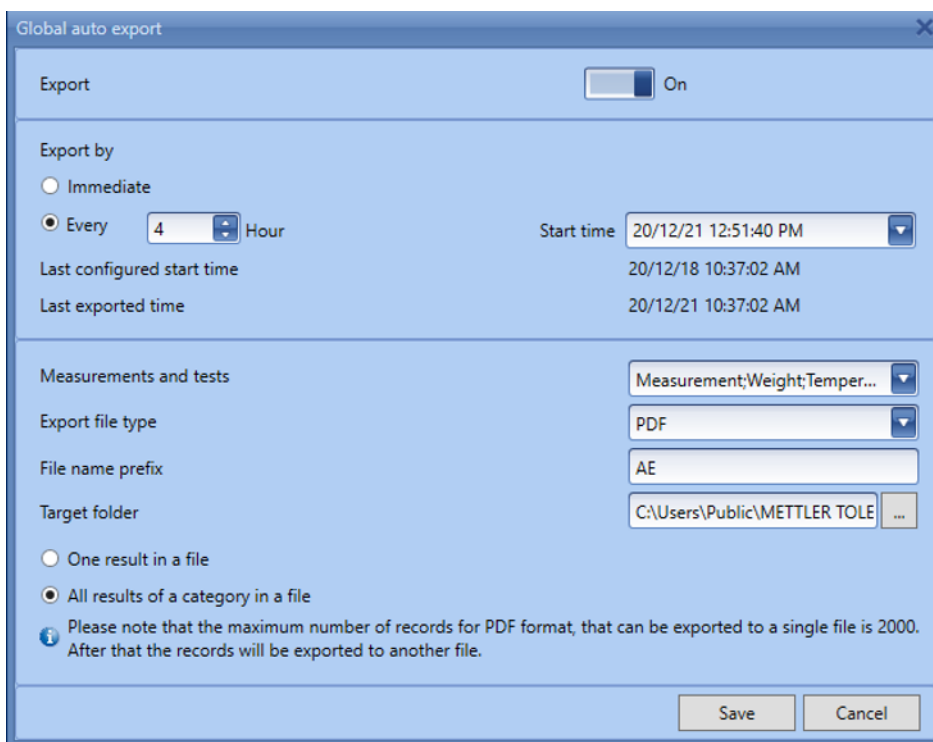 Global auto export
Export On
Export by
Immediate
Every 4 Hour Start time 20/12/21 12:51:40 PM
Last configured start time 20/12/18 10:37:02 AM
Last exported time 20/12/21 10:37:02 AM
Measurements and tests Measurement;Weight;Temper...
Export file type PDF
File name prefix AE
Target folder C:\Users\Public\METTLER TOLE ...
One result in a file
All results of a category in a file
Please note that the maximum number of records for PDF format, that can be exported to a single file is 2000.
After that the records will be exported to another file.
Save Cancel